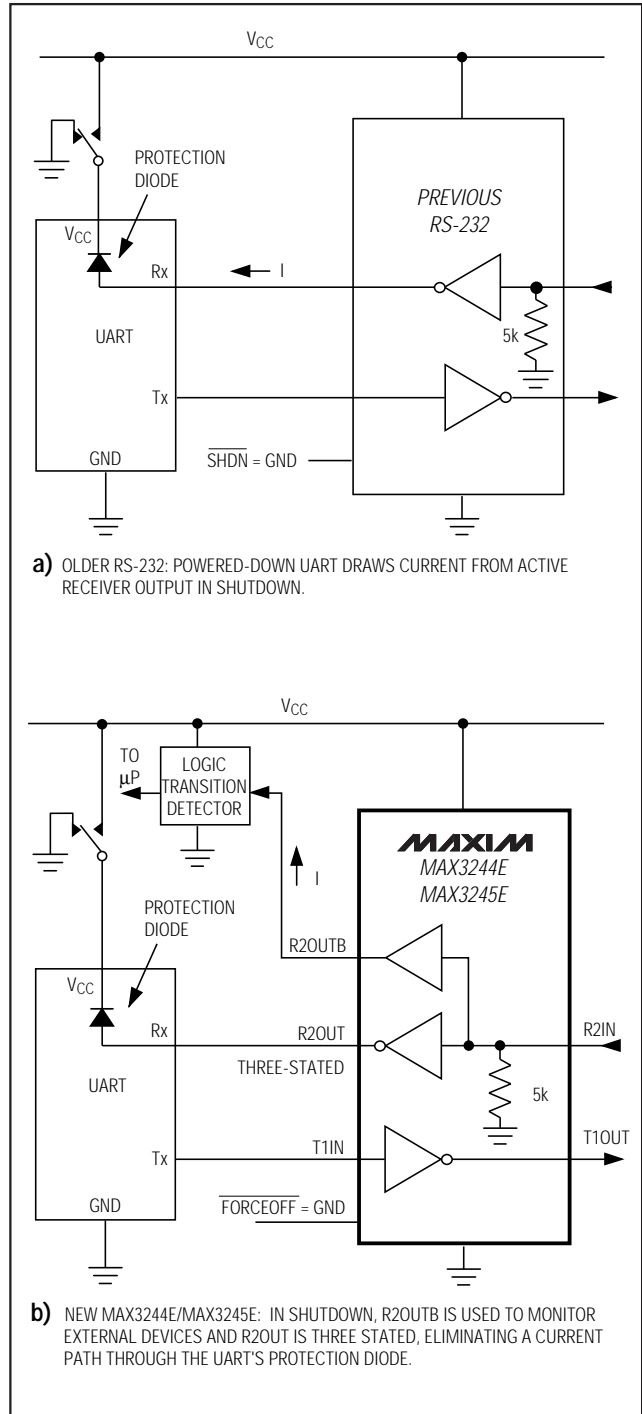 VCC
PROTECTION
DIODE
VCC
Rx
I
UART
Tx
GND
PREVIOUS
RS-232
5k
SHDN = GND
a) OLDER RS-232: POWERED-DOWN UART DRAWS CURRENT FROM ACTIVE
RECEIVER OUTPUT IN SHUTDOWN.
VCC
TO
µP
LOGIC
TRANSITION
DETECTOR
I
PROTECTION
DIODE
VCC
Rx
UART
Tx
GND
MAXIM
MAX3244E
MAX3245E
R2OUTB
R2OUT
THREE-STATED
R2IN
5k
T1IN
T1OUT
FORCEOFF = GND
b) NEW MAX3244E/MAX3245E: IN SHUTDOWN, R2OUTB IS USED TO MONITOR
EXTERNAL DEVICES AND R2OUT IS THREE STATED, ELIMINATING A CURRENT
PATH THROUGH THE UART'S PROTECTION DIODE.